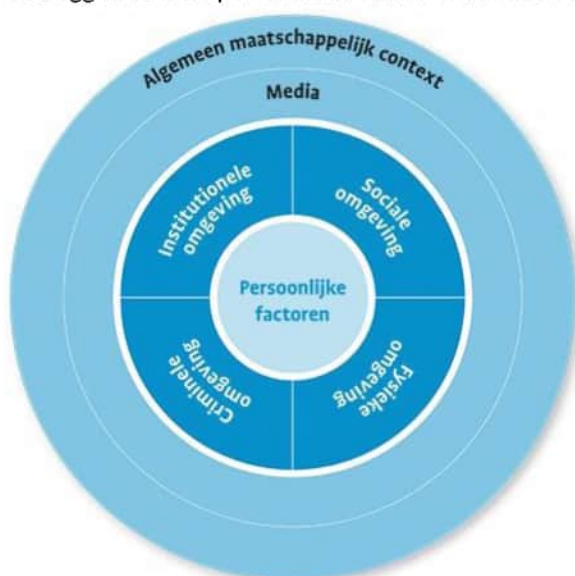 Algemeen maatschappelijk context
Media
Institutionele
omgeving
Sociale
omgeving
Persoonlijke
factoren
Criminele
omgeving
Fysieke
omgeving